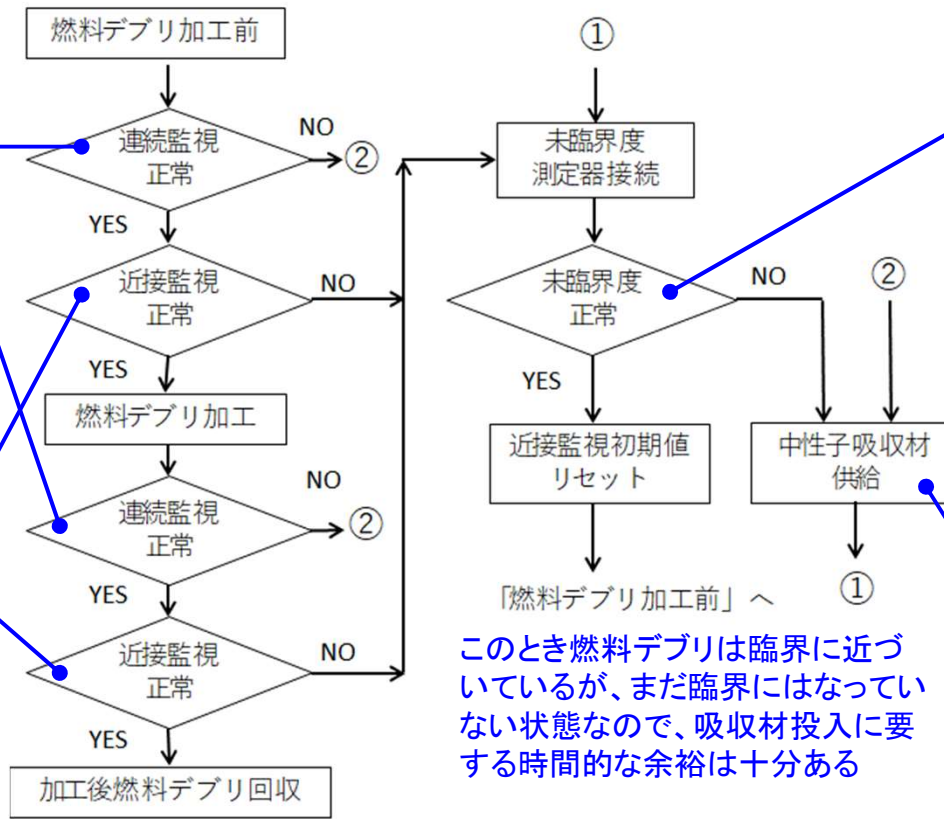 燃料デブリ加工前
連続監視
正常
NO
②
YES
近接監視
正常
NO
YES
燃料デブリ加工
連続監視
正常
NO
②
YES
近接監視
正常
NO
YES
加工後燃料デブリ回収
①
未臨界度
測定器接続
未臨界度
正常
NO
②
YES
近接監視初期値
リセット
中性子吸収材
供給
「燃料デブリ加工前」へ
①
このとき燃料デブリは臨界に近づ
いているが、まだ臨界にはなってい
ない状態なので、吸収材投入に要
する時間的な余裕は十分ある